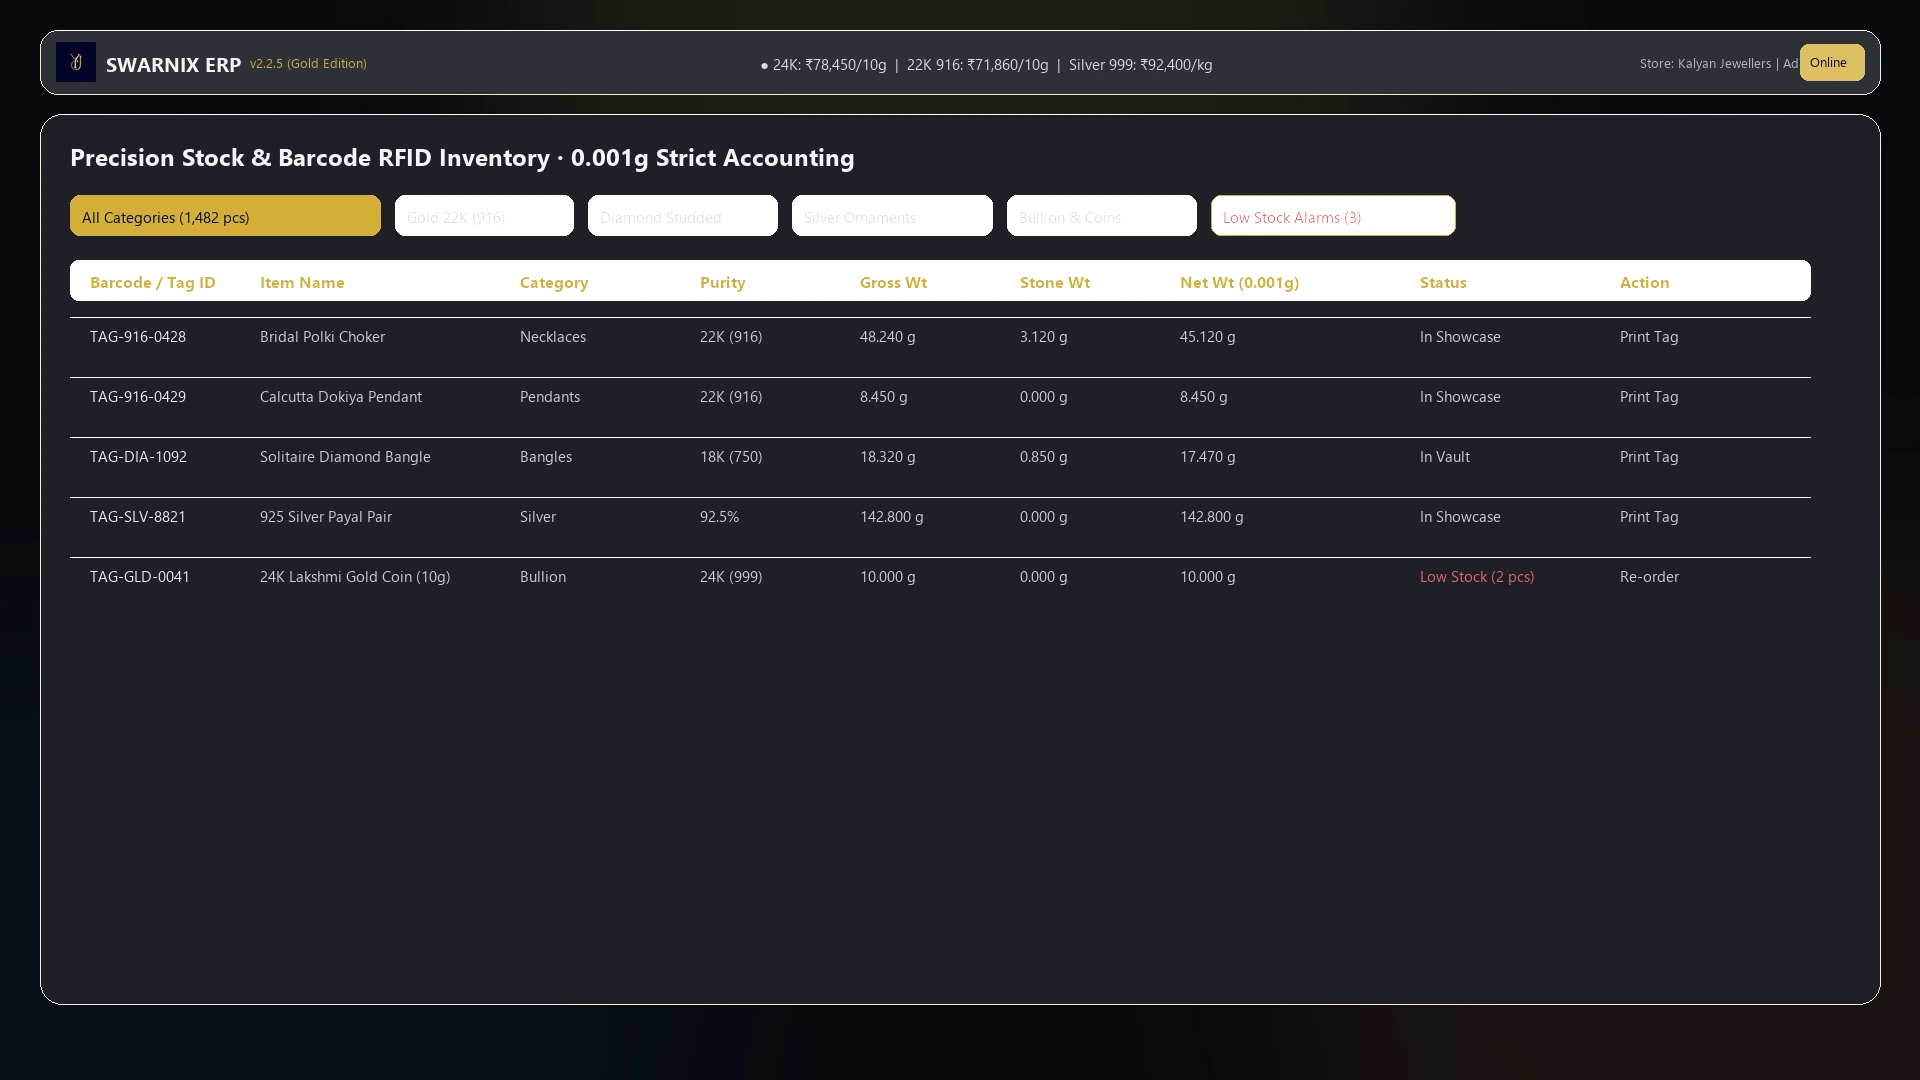 SWARNIX ERP v2.2.5 (Gold Edition) ● 24K: ₹78,450/10g | 22K 916: ₹71,860/10g | Silver 999: ₹92,400/kg Store: Kalyan Jewellers | Ad Online
Precision Stock & Barcode RFID Inventory · 0.001g Strict Accounting
All Categories (1,482 pcs) Gold 22K (916) Diamond Studded Silver Ornaments Bullion & Coins Low Stock Alarms (3)
Barcode / Tag ID Item Name Category Purity Gross Wt Stone Wt Net Wt (0.001g) Status Action
TAG-916-0428 Bridal Polki Choker Necklaces 22K (916) 48.240 g 3.120 g 45.120 g In Showcase Print Tag
TAG-916-0429 Calcutta Dokiya Pendant Pendants 22K (916) 8.450 g 0.000 g 8.450 g In Showcase Print Tag
TAG-DIA-1092 Solitaire Diamond Bangle Bangles 18K (750) 18.320 g 0.850 g 17.470 g In Vault Print Tag
TAG-SLV-8821 925 Silver Payal Pair Silver 92.5% 142.800 g 0.000 g 142.800 g In Showcase Print Tag
TAG-GLD-0041 24K Lakshmi Gold Coin (10g) Bullion 24K (999) 10.000 g 0.000 g 10.000 g Low Stock (2 pcs) Re-order